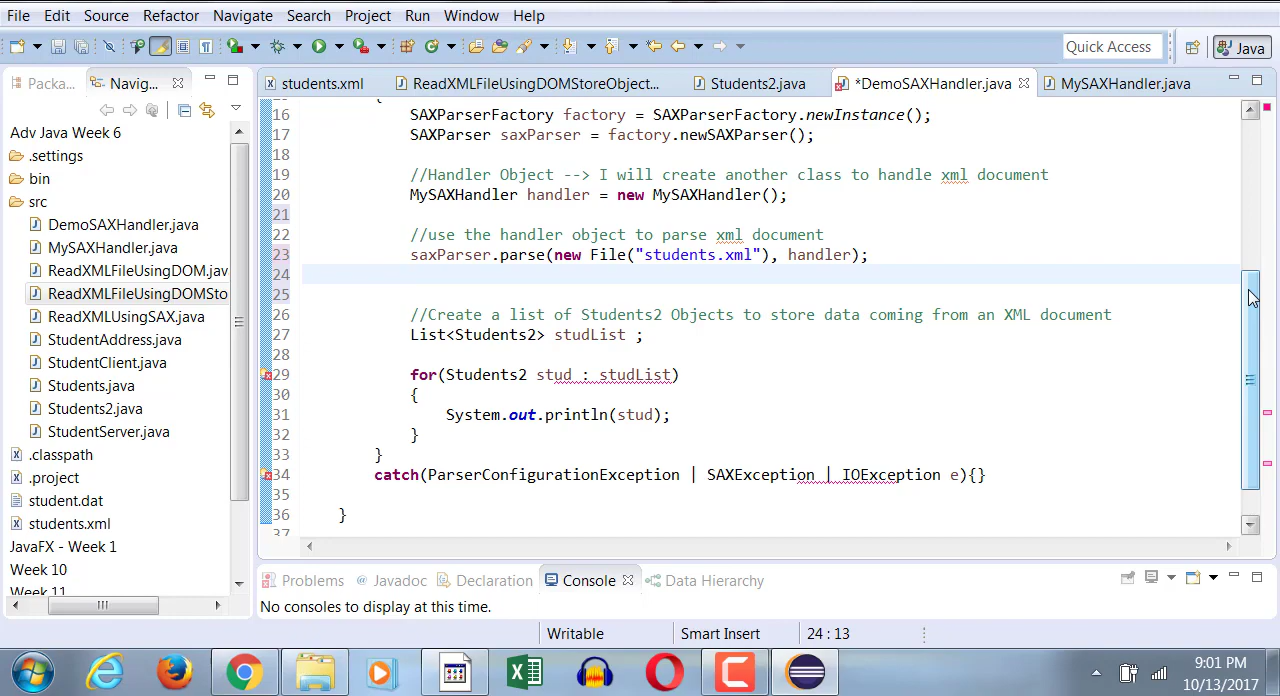 File Edit Source Refactor Navigate Search Project Run Window Help
Quick Access Java
Packa... Navig... students.xml ReadXMLFileUsingDOMStoreObject... Students2.java *DemoSAXHandler.java MySAXHandler.java
Adv Java Week 6
.settings
bin
src
DemoSAXHandler.java
MySAXHandler.java
ReadXMLFileUsingDOM.jav
ReadXMLFileUsingDOMSto
ReadXMLUsingSAX.java
StudentAddress.java
StudentClient.java
Students.java
Students2.java
StudentServer.java
.classpath
.project
student.dat
students.xml
JavaFX - Week 1
Week 10
Week 11
{
16 SAXParserFactory factory = SAXParserFactory.newInstance();
17 SAXParser saxParser = factory.newSAXParser();
18
19 //Handler Object --> I will create another class to handle xml document
20 MySAXHandler handler = new MySAXHandler();
21
22 //use the handler object to parse xml document
23 saxParser.parse(new File("students.xml"), handler);
24
25
26 //Create a list of Students2 Objects to store data coming from an XML document
27 List<Students2> studList ;
28
29 for(Students2 stud : studList)
30 {
31 System.out.println(stud);
32 }
33 }
34 catch(ParserConfigurationException | SAXException | IOException e){}
35
36 }
37
Problems @ Javadoc Declaration Console Data Hierarchy
No consoles to display at this time.
Writable Smart Insert 24 : 13
9:01 PM
10/13/2017